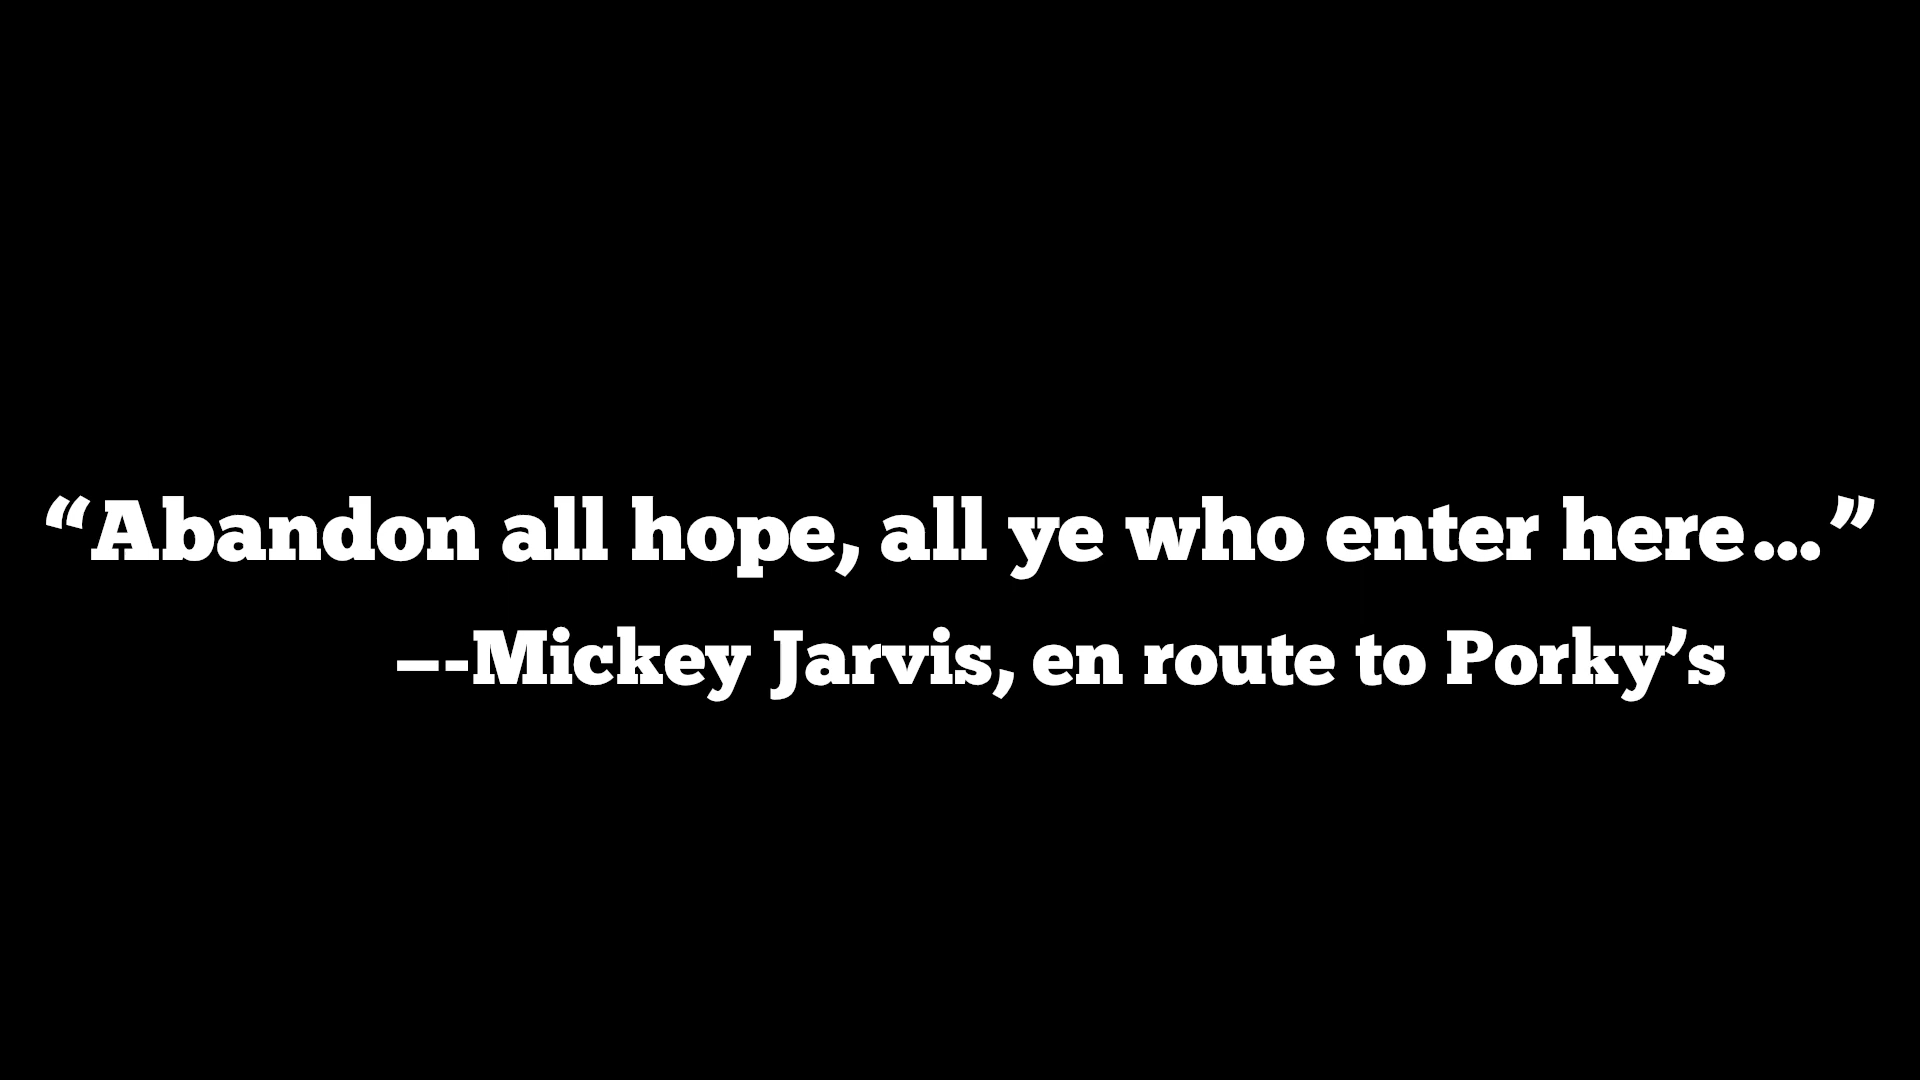 “Abandon all hope, all ye who enter here…”
—-Mickey Jarvis, en route to Porky’s